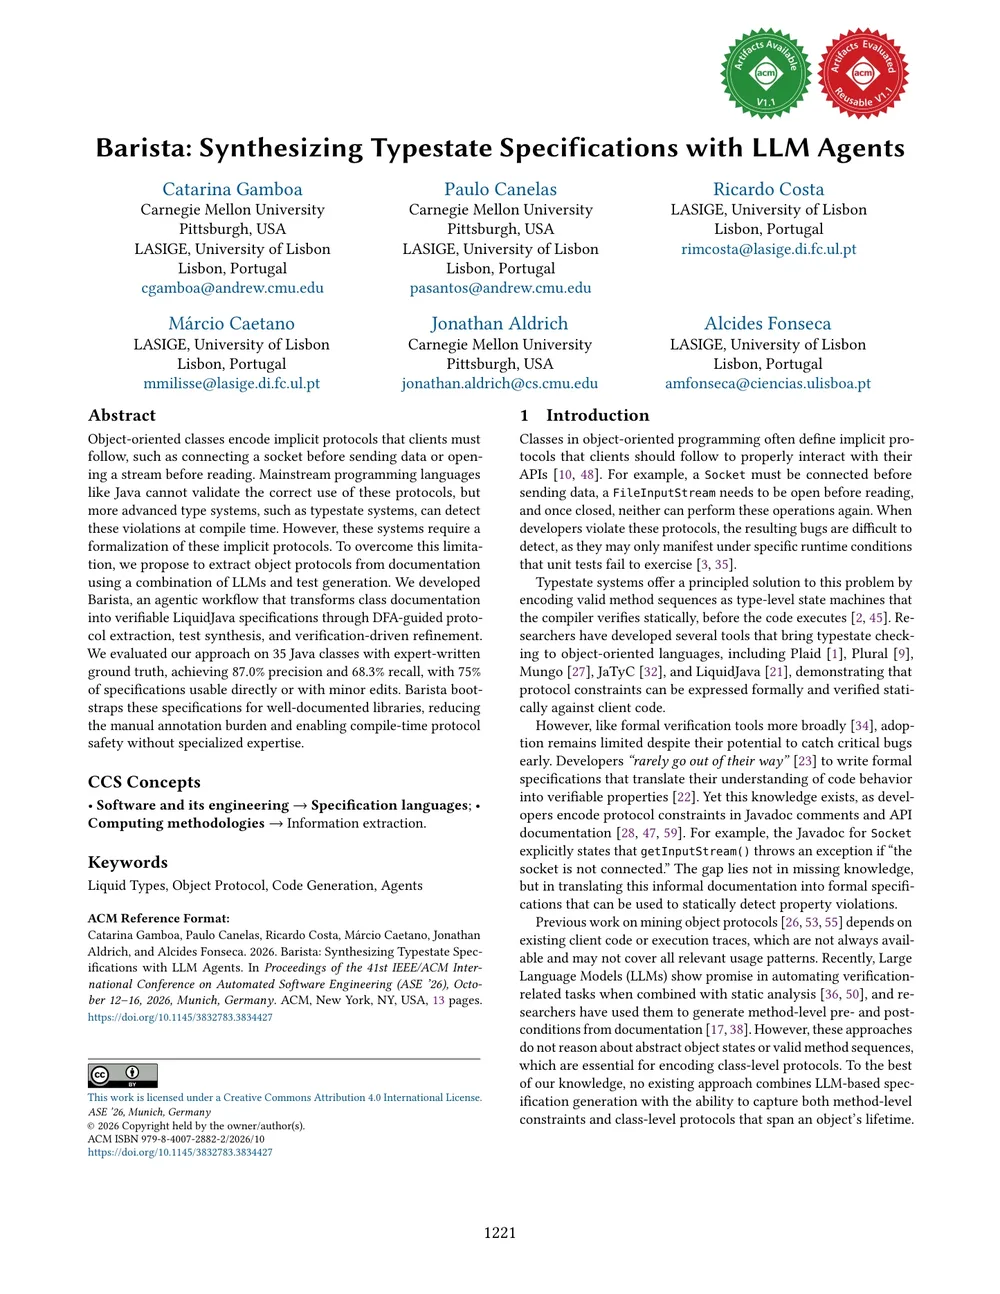 Artifacts Available
acm
V1.1
Artifacts Evaluated
acm
Reusable V1.1
Barista: Synthesizing Typestate Specifications with LLM Agents
Catarina Gamboa
Carnegie Mellon University
Pittsburgh, USA
LASIGE, University of Lisbon
Lisbon, Portugal
cgamboa@andrew.cmu.edu
Paulo Canelas
Carnegie Mellon University
Pittsburgh, USA
LASIGE, University of Lisbon
Lisbon, Portugal
pasantos@andrew.cmu.edu
Ricardo Costa
LASIGE, University of Lisbon
Lisbon, Portugal
rimcosta@lasige.di.fc.ul.pt
Márcio Caetano
LASIGE, University of Lisbon
Lisbon, Portugal
mmilisse@lasige.di.fc.ul.pt
Jonathan Aldrich
Carnegie Mellon University
Pittsburgh, USA
jonathan.aldrich@cs.cmu.edu
Alcides Fonseca
LASIGE, University of Lisbon
Lisbon, Portugal
amfonseca@ciencias.ulisboa.pt
Abstract
Object-oriented classes encode implicit protocols that clients must
follow, such as connecting a socket before sending data or open-
ing a stream before reading. Mainstream programming languages
like Java cannot validate the correct use of these protocols, but
more advanced type systems, such as typestate systems, can detect
these violations at compile time. However, these systems require a
formalization of these implicit protocols. To overcome this limita-
tion, we propose to extract object protocols from documentation
using a combination of LLMs and test generation. We developed
Barista, an agentic workflow that transforms class documentation
into verifiable LiquidJava specifications through DFA-guided proto-
col extraction, test synthesis, and verification-driven refinement.
We evaluated our approach on 35 Java classes with expert-written
ground truth, achieving 87.0% precision and 68.3% recall, with 75%
of specifications usable directly or with minor edits. Barista boot-
straps these specifications for well-documented libraries, reducing
the manual annotation burden and enabling compile-time protocol
safety without specialized expertise.
CCS Concepts
• Software and its engineering → Specification languages; •
Computing methodologies → Information extraction.
Keywords
Liquid Types, Object Protocol, Code Generation, Agents
ACM Reference Format:
Catarina Gamboa, Paulo Canelas, Ricardo Costa, Márcio Caetano, Jonathan
Aldrich, and Alcides Fonseca. 2026. Barista: Synthesizing Typestate Spec-
ifications with LLM Agents. In Proceedings of the 41st IEEE/ACM Inter-
national Conference on Automated Software Engineering (ASE '26), Octo-
ber 12–16, 2026, Munich, Germany. ACM, New York, NY, USA, 13 pages.
https://doi.org/10.1145/3832783.3834427
cc
BY
This work is licensed under a Creative Commons Attribution 4.0 International License.
ASE '26, Munich, Germany
© 2026 Copyright held by the owner/author(s).
ACM ISBN 979-8-4007-2882-2/2026/10
https://doi.org/10.1145/3832783.3834427
1 Introduction
Classes in object-oriented programming often define implicit pro-
tocols that clients should follow to properly interact with their
APIs [10, 48]. For example, a Socket must be connected before
sending data, a FileInputStream needs to be open before reading,
and once closed, neither can perform these operations again. When
developers violate these protocols, the resulting bugs are difficult to
detect, as they may only manifest under specific runtime conditions
that unit tests fail to exercise [3, 35].
Typestate systems offer a principled solution to this problem by
encoding valid method sequences as type-level state machines that
the compiler verifies statically, before the code executes [2, 45]. Re-
searchers have developed several tools that bring typestate check-
ing to object-oriented languages, including Plaid [1], Plural [9],
Mungo [27], JaTyC [32], and LiquidJava [21], demonstrating that
protocol constraints can be expressed formally and verified stati-
cally against client code.
However, like formal verification tools more broadly [34], adop-
tion remains limited despite their potential to catch critical bugs
early. Developers “rarely go out of their way” [23] to write formal
specifications that translate their understanding of code behavior
into verifiable properties [22]. Yet this knowledge exists, as devel-
opers encode protocol constraints in Javadoc comments and API
documentation [28, 47, 59]. For example, the Javadoc for Socket
explicitly states that getInputStream() throws an exception if “the
socket is not connected.” The gap lies not in missing knowledge,
but in translating this informal documentation into formal specifi-
cations that can be used to statically detect property violations.
Previous work on mining object protocols [26, 53, 55] depends on
existing client code or execution traces, which are not always avail-
able and may not cover all relevant usage patterns. Recently, Large
Language Models (LLMs) show promise in automating verification-
related tasks when combined with static analysis [36, 50], and re-
searchers have used them to generate method-level pre- and post-
conditions from documentation [17, 38]. However, these approaches
do not reason about abstract object states or valid method sequences,
which are essential for encoding class-level protocols. To the best
of our knowledge, no existing approach combines LLM-based spec-
ification generation with the ability to capture both method-level
constraints and class-level protocols that span an object's lifetime.
1221